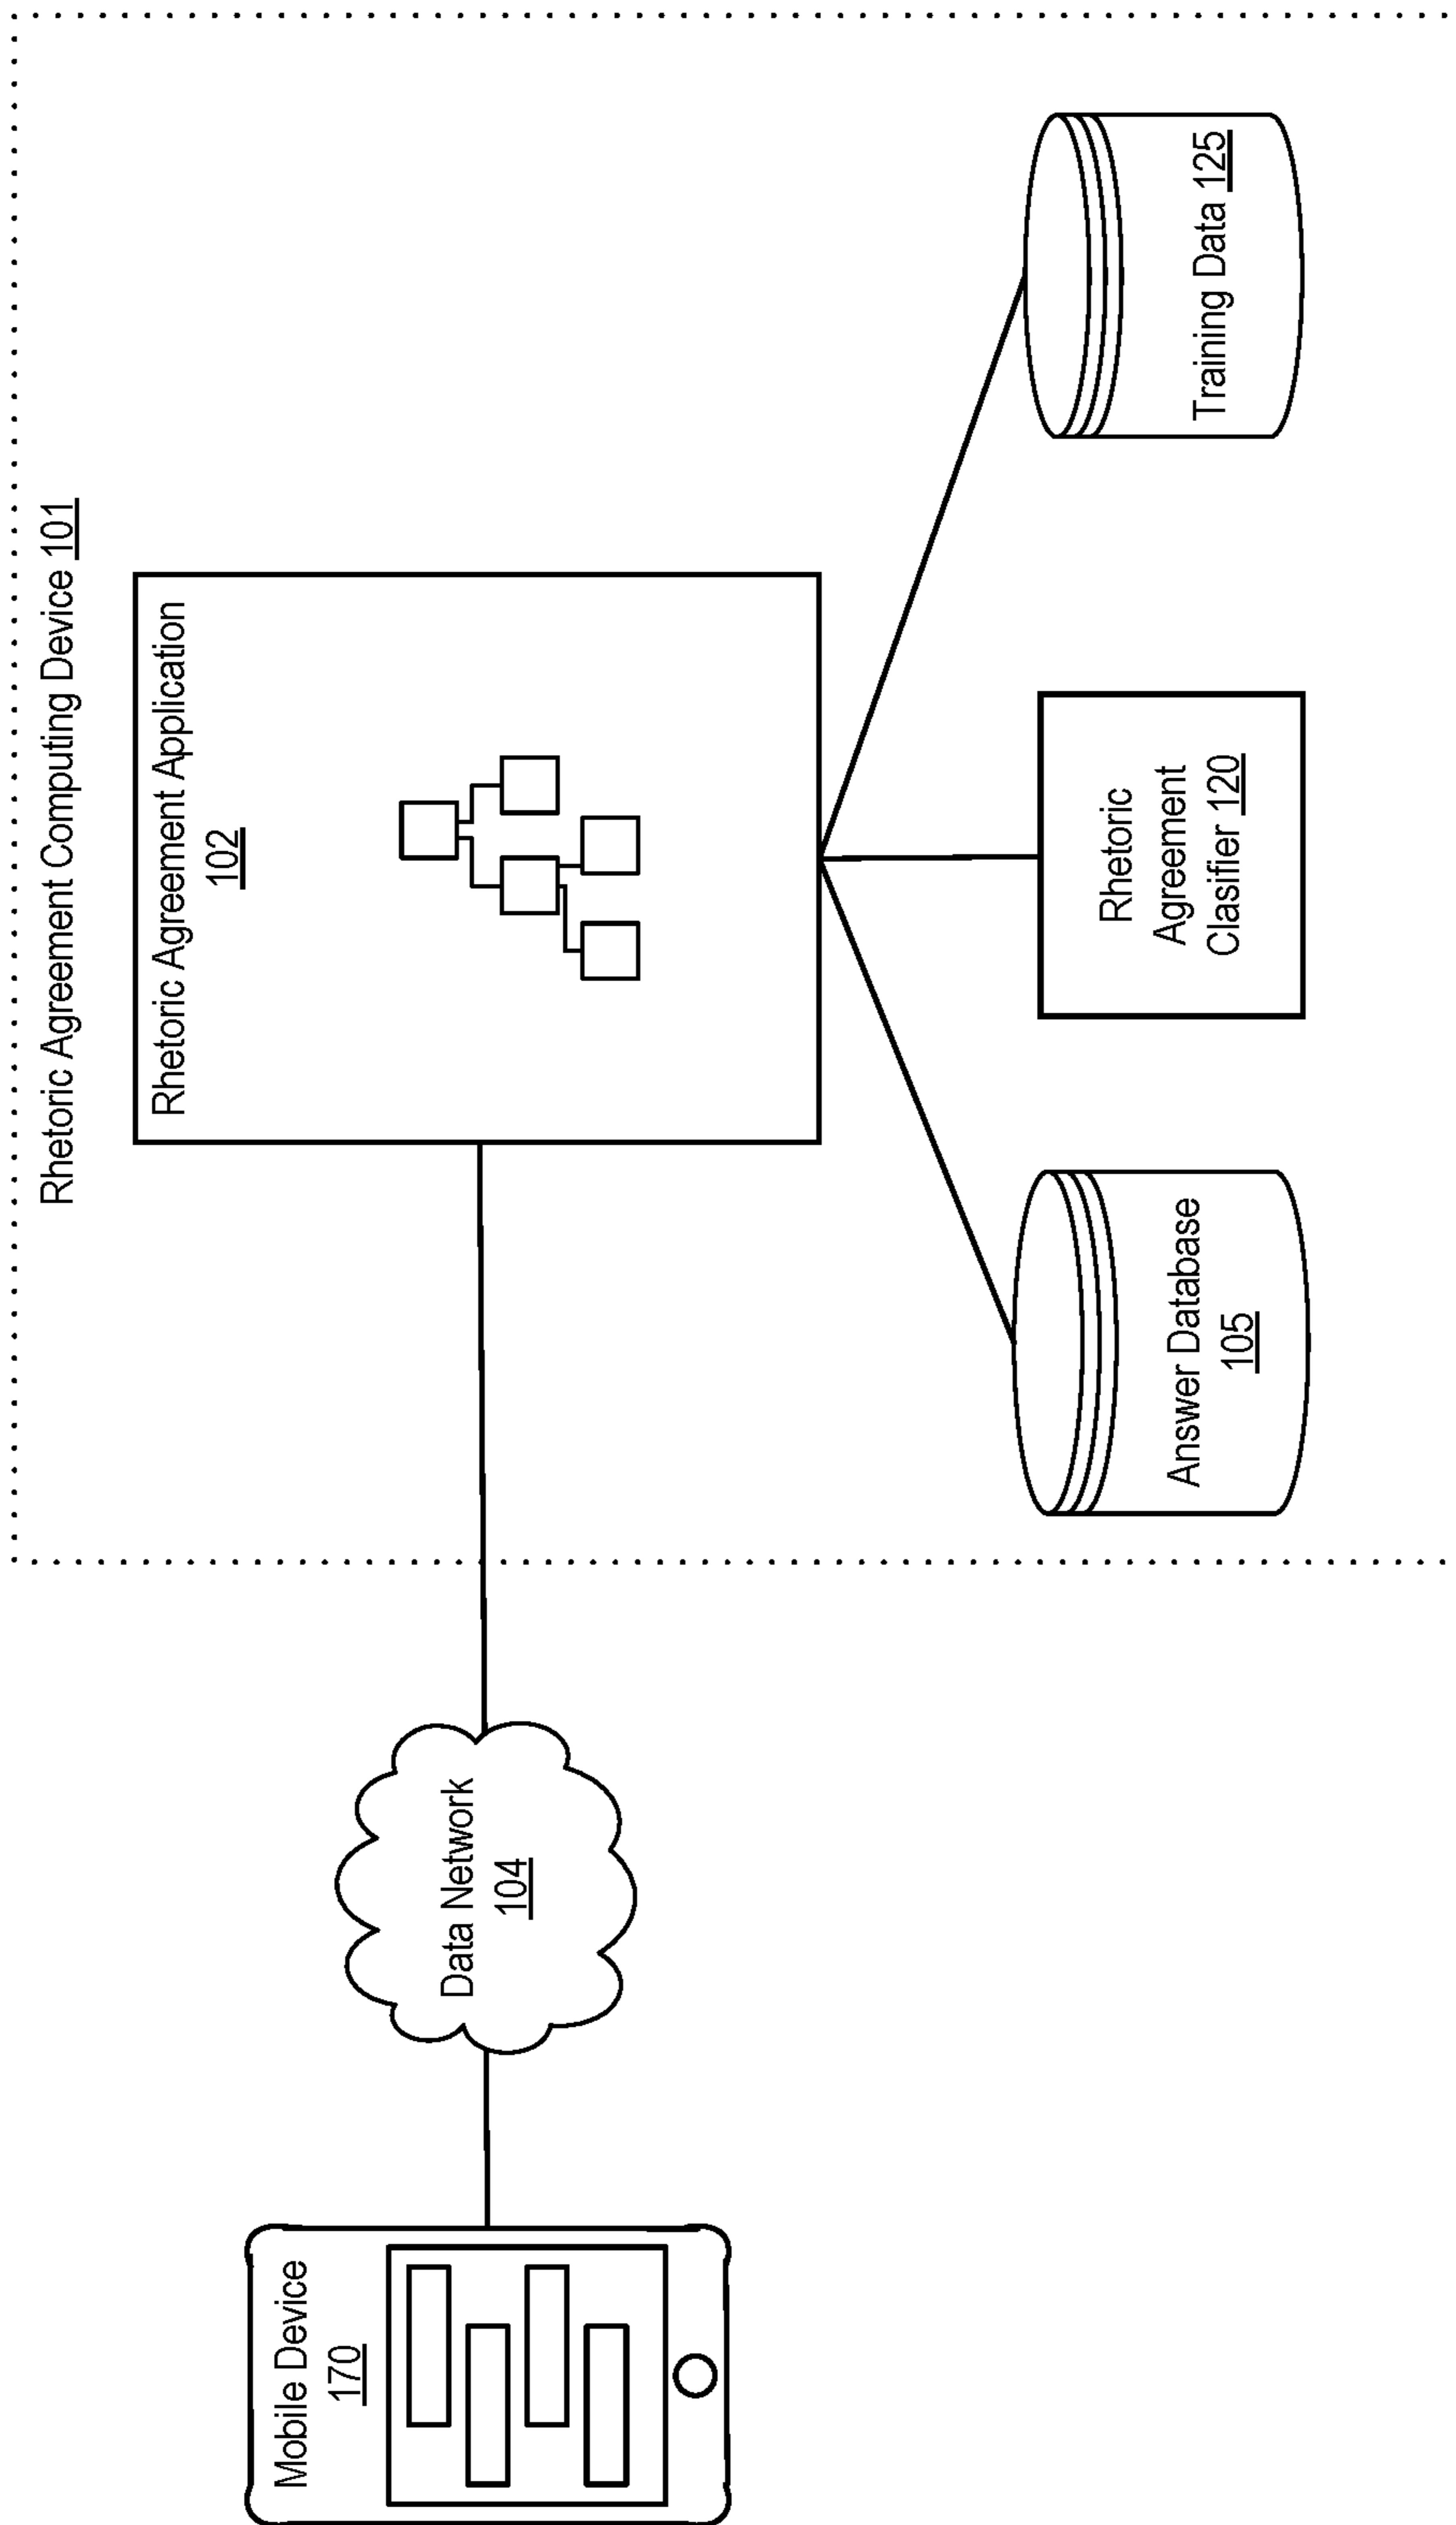 Rhetoric Agreement Computing Device 101
Rhetoric Agreement Application
102
Mobile Device
170
Data Network
104
Answer Database
105
Rhetoric
Agreement
Clasifier 120
Training Data 125